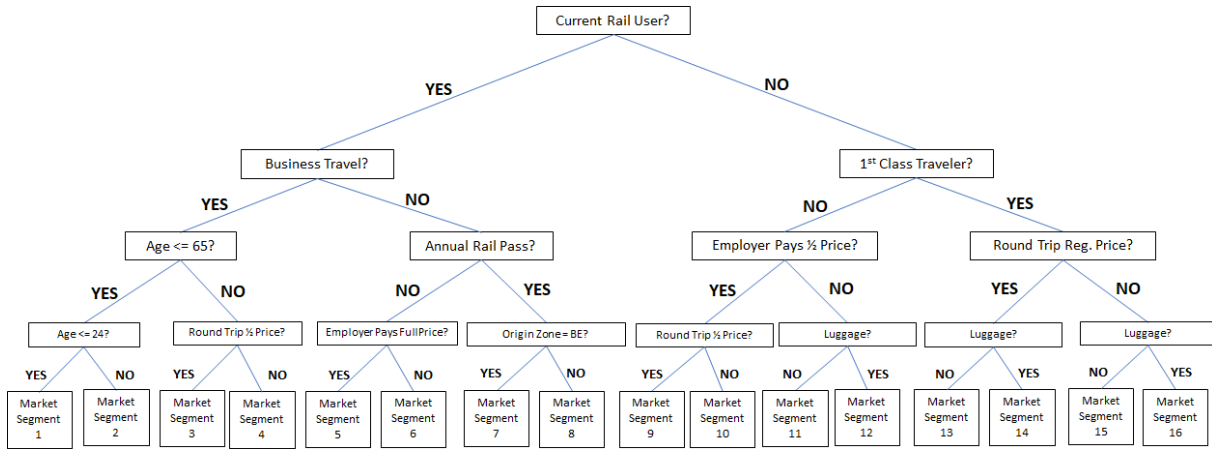 Current Rail User?
YES
NO
Business Travel?
1st Class Traveler?
YES
NO
NO
YES
Age <= 65?
Annual Rail Pass?
Employer Pays ½ Price?
Round Trip Reg. Price?
YES
NO
NO
YES
YES
NO
YES
NO
Age <= 24?
Round Trip ½ Price?
Employer Pays Full Price?
Origin Zone = BE?
Round Trip ½ Price?
Luggage?
Luggage?
Luggage?
YES
NO
YES
NO
YES
NO
YES
NO
YES
NO
NO
YES
NO
YES
NO
YES
Market
Segment
1
Market
Segment
2
Market
Segment
3
Market
Segment
4
Market
Segment
5
Market
Segment
6
Market
Segment
7
Market
Segment
8
Market
Segment
9
Market
Segment
10
Market
Segment
11
Market
Segment
12
Market
Segment
13
Market
Segment
14
Market
Segment
15
Market
Segment
16